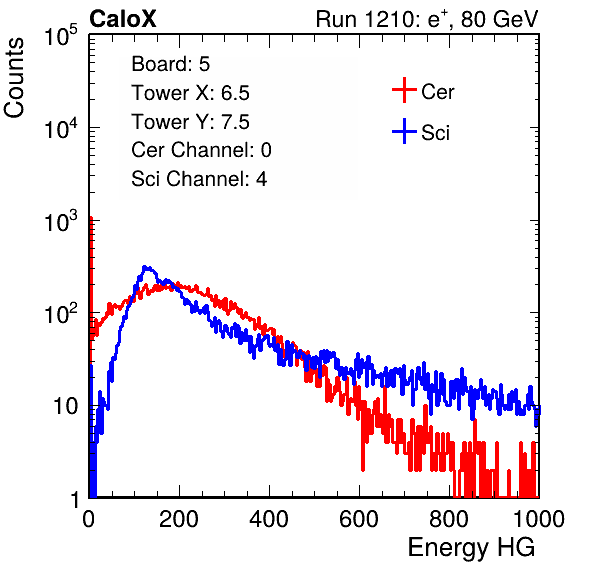 CaloX Run 1210: e⁺, 80 GeV
Counts
10⁵
10⁴
10³
10²
10
1
Board: 5
Tower X: 6.5
Tower Y: 7.5
Cer Channel: 0
Sci Channel: 4
Cer
Sci
0 200 400 600 800 1000
Energy HG